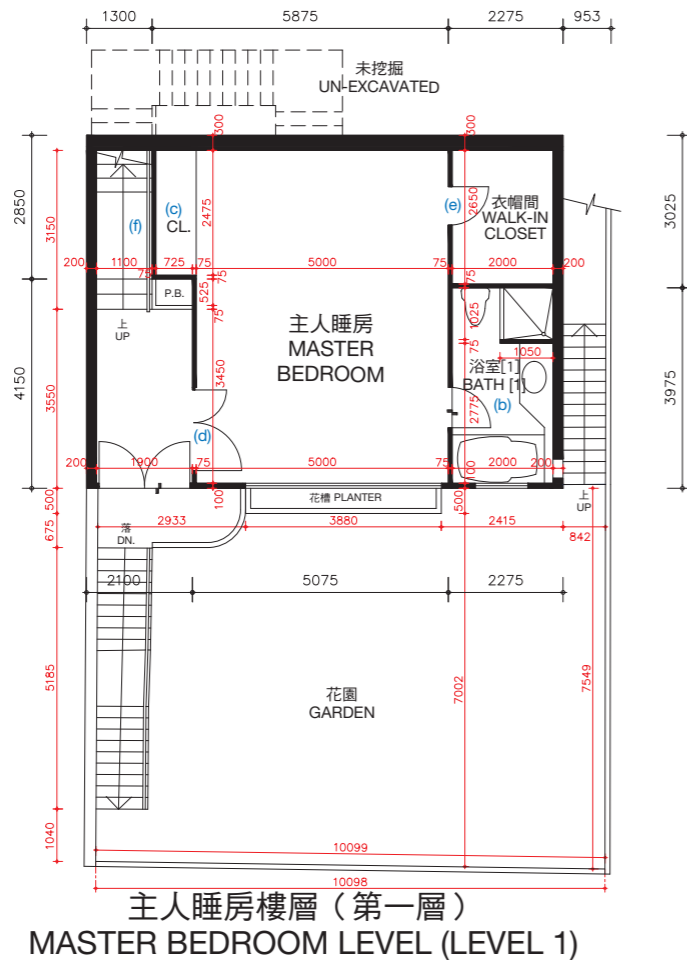 1300 5875 2275 953
未挖掘
UN-EXCAVATED
300 300
2850 3150 2475 2650 3025
(f) (c) (e)
CL.
衣帽間
WALK-IN
CLOSET
200 1100 725 75 5000 75 2000 200
75 75 75
P.B. 525
75
上
UP
主人睡房
MASTER
BEDROOM
1025
75
1050
浴室[1]
BATH [1]
(b)
4150 3550 3450 2775 3975
(d)
200 1900 75 5000 75 2000 200
100 100
花槽 PLANTER
上
UP
500 500
675
落
DN.
2933 3880 2415
842
2100 5075 2275
5185 7002 7549
花園
GARDEN
1040
10099
10098
主人睡房樓層（第一層）
MASTER BEDROOM LEVEL (LEVEL 1)